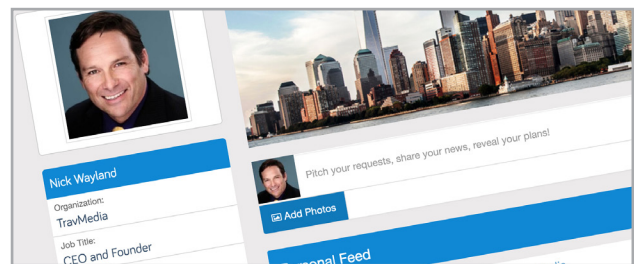 Nick Wayland
Organization:
TravMedia
Job Title:
CEO and Founder
Pitch your requests, share your news, reveal your plans!
Add Photos
Personal Feed